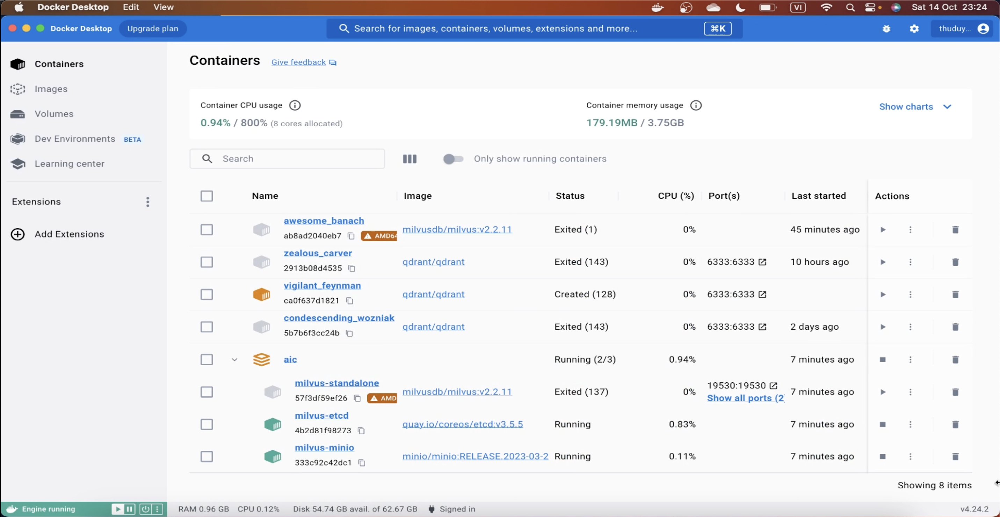 Docker Desktop Edit View VI Sat 14 Oct 23:24
Docker Desktop Upgrade plan Search for images, containers, volumes, extensions and more... ⌘K thuduy...
Containers
Images
Volumes
Dev Environments BETA
Learning center
Extensions
Add Extensions
Containers Give feedback
Container CPU usage
0.94% / 800% (8 cores allocated)
Container memory usage
179.19MB / 3.75GB
Show charts
Search Only show running containers
Name Image Status CPU (%) Port(s) Last started Actions
awesome_banach
ab8ad2040eb7 AMD64 milvusdb/milvus:v2.2.11 Exited (1) 0% 45 minutes ago
zealous_carver
2913b08d4535 qdrant/qdrant Exited (143) 0% 6333:6333 10 hours ago
vigilant_feynman
ca0f637d1821 qdrant/qdrant Created (128) 0% 6333:6333
condescending_wozniak
5b7b6f3cc24b qdrant/qdrant Exited (143) 0% 6333:6333 2 days ago
aic Running (2/3) 0.94% 7 minutes ago
milvus-standalone
57f3df59ef26 AMD milvusdb/milvus:v2.2.11 Exited (137) 0% 19530:19530 7 minutes ago
Show all ports (2
milvus-etcd
4b2d81f98273 quay.io/coreos/etcd:v3.5.5 Running 0.83% 7 minutes ago
milvus-minio
333c92c42dc1 minio/minio:RELEASE.2023-03-2 Running 0.11% 7 minutes ago
Showing 8 items
Engine running RAM 0.96 GB CPU 0.12% Disk 54.74 GB avail. of 62.67 GB Signed in v4.24.2